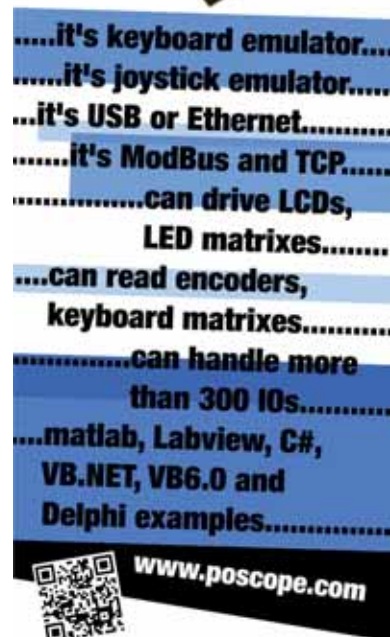 .....it's keyboard emulator....
......it's joystick emulator......
...it's USB or Ethernet..........
.......it's ModBus and TCP......
................can drive LCDs,
LED matrixes........
....can read encoders,
keyboard matrixes..........
..............can handle more
than 300 IOs..........
....matlab, Labview, C#,
VB.NET, VB6.0 and
Delphi examples..............
www.poscope.com